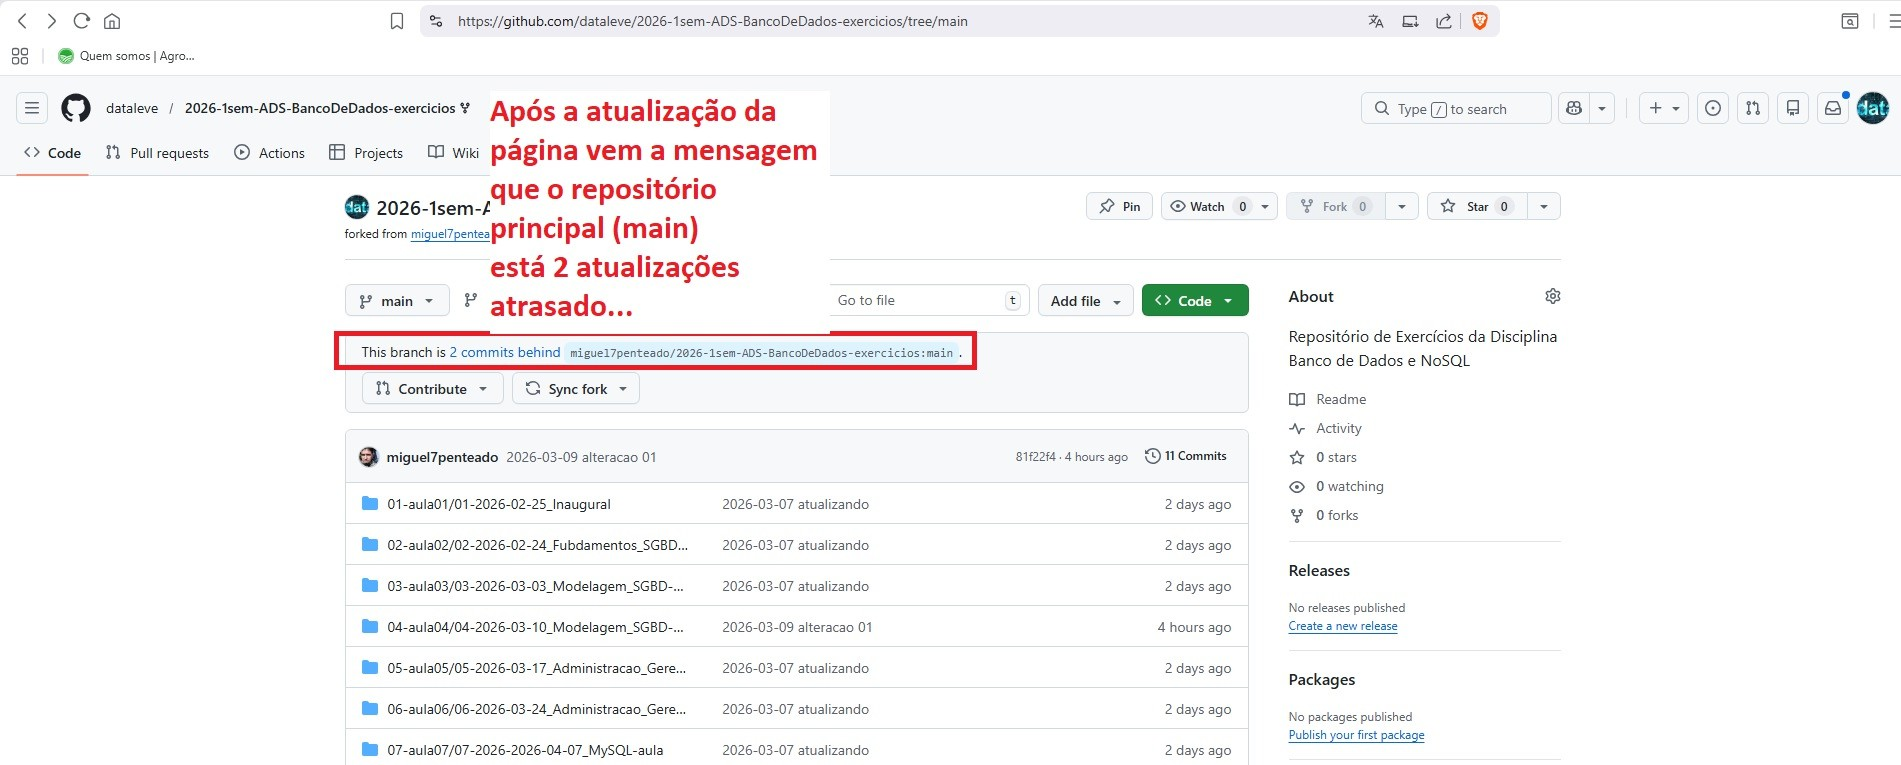 https://github.com/dataleve/2026-1sem-ADS-BancoDeDados-exercicios/tree/main
Quem somos | Agro...
dataleve / 2026-1sem-ADS-BancoDeDados-exercicios
Type / to search
Code Pull requests Actions Projects Wiki
Após a atualização da
página vem a mensagem
que o repositório
principal (main)
está 2 atualizações
atrasado...
dat
2026-1sem-A
forked from miguel7pentea
Pin Watch 0 Fork 0 Star 0
main
Go to file t
Add file
Code
This branch is 2 commits behind miguel7penteado/2026-1sem-ADS-BancoDeDados-exercicios:main .
Contribute Sync fork
miguel7penteado 2026-03-09 alteracao 01 81f22f4 · 4 hours ago 11 Commits
01-aula01/01-2026-02-25_Inaugural 2026-03-07 atualizando 2 days ago
02-aula02/02-2026-02-24_Fubdamentos_SGBD... 2026-03-07 atualizando 2 days ago
03-aula03/03-2026-03-03_Modelagem_SGBD-... 2026-03-07 atualizando 2 days ago
04-aula04/04-2026-03-10_Modelagem_SGBD-... 2026-03-09 alteracao 01 4 hours ago
05-aula05/05-2026-03-17_Administracao_Gere... 2026-03-07 atualizando 2 days ago
06-aula06/06-2026-03-24_Administracao_Gere... 2026-03-07 atualizando 2 days ago
07-aula07/07-2026-2026-04-07_MySQL-aula 2026-03-07 atualizando 2 days ago
About
Repositório de Exercícios da Disciplina
Banco de Dados e NoSQL
Readme
Activity
0 stars
0 watching
0 forks
Releases
No releases published
Create a new release
Packages
No packages published
Publish your first package